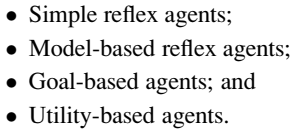 • Simple reflex agents;
• Model-based reflex agents;
• Goal-based agents; and
• Utility-based agents.